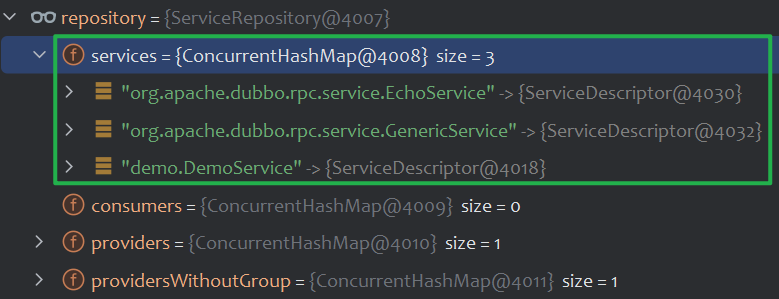 repository = {ServiceRepository@4007}
f services = {ConcurrentHashMap@4008} size = 3
"org.apache.dubbo.rpc.service.EchoService" -> {ServiceDescriptor@4030}
"org.apache.dubbo.rpc.service.GenericService" -> {ServiceDescriptor@4032}
"demo.DemoService" -> {ServiceDescriptor@4018}
f consumers = {ConcurrentHashMap@4009} size = 0
f providers = {ConcurrentHashMap@4010} size = 1
f providersWithoutGroup = {ConcurrentHashMap@4011} size = 1